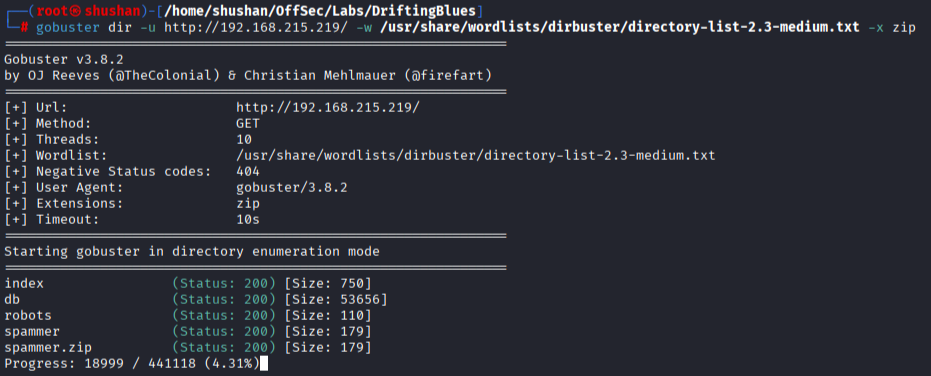 ┌──(root㉿shushan)-[/home/shushan/OffSec/Labs/DriftingBlues]
└─# gobuster dir -u http://192.168.215.219/ -w /usr/share/wordlists/dirbuster/directory-list-2.3-medium.txt -x zip
===============================================================
Gobuster v3.8.2
by OJ Reeves (@TheColonial) & Christian Mehlmauer (@firefart)
===============================================================
[+] Url:                     http://192.168.215.219/
[+] Method:                  GET
[+] Threads:                 10
[+] Wordlist:                /usr/share/wordlists/dirbuster/directory-list-2.3-medium.txt
[+] Negative Status codes:   404
[+] User Agent:              gobuster/3.8.2
[+] Extensions:              zip
[+] Timeout:                 10s
===============================================================
Starting gobuster in directory enumeration mode
===============================================================
index                (Status: 200) [Size: 750]
db                   (Status: 200) [Size: 53656]
robots               (Status: 200) [Size: 110]
spammer              (Status: 200) [Size: 179]
spammer.zip          (Status: 200) [Size: 179]
Progress: 18999 / 441118 (4.31%)